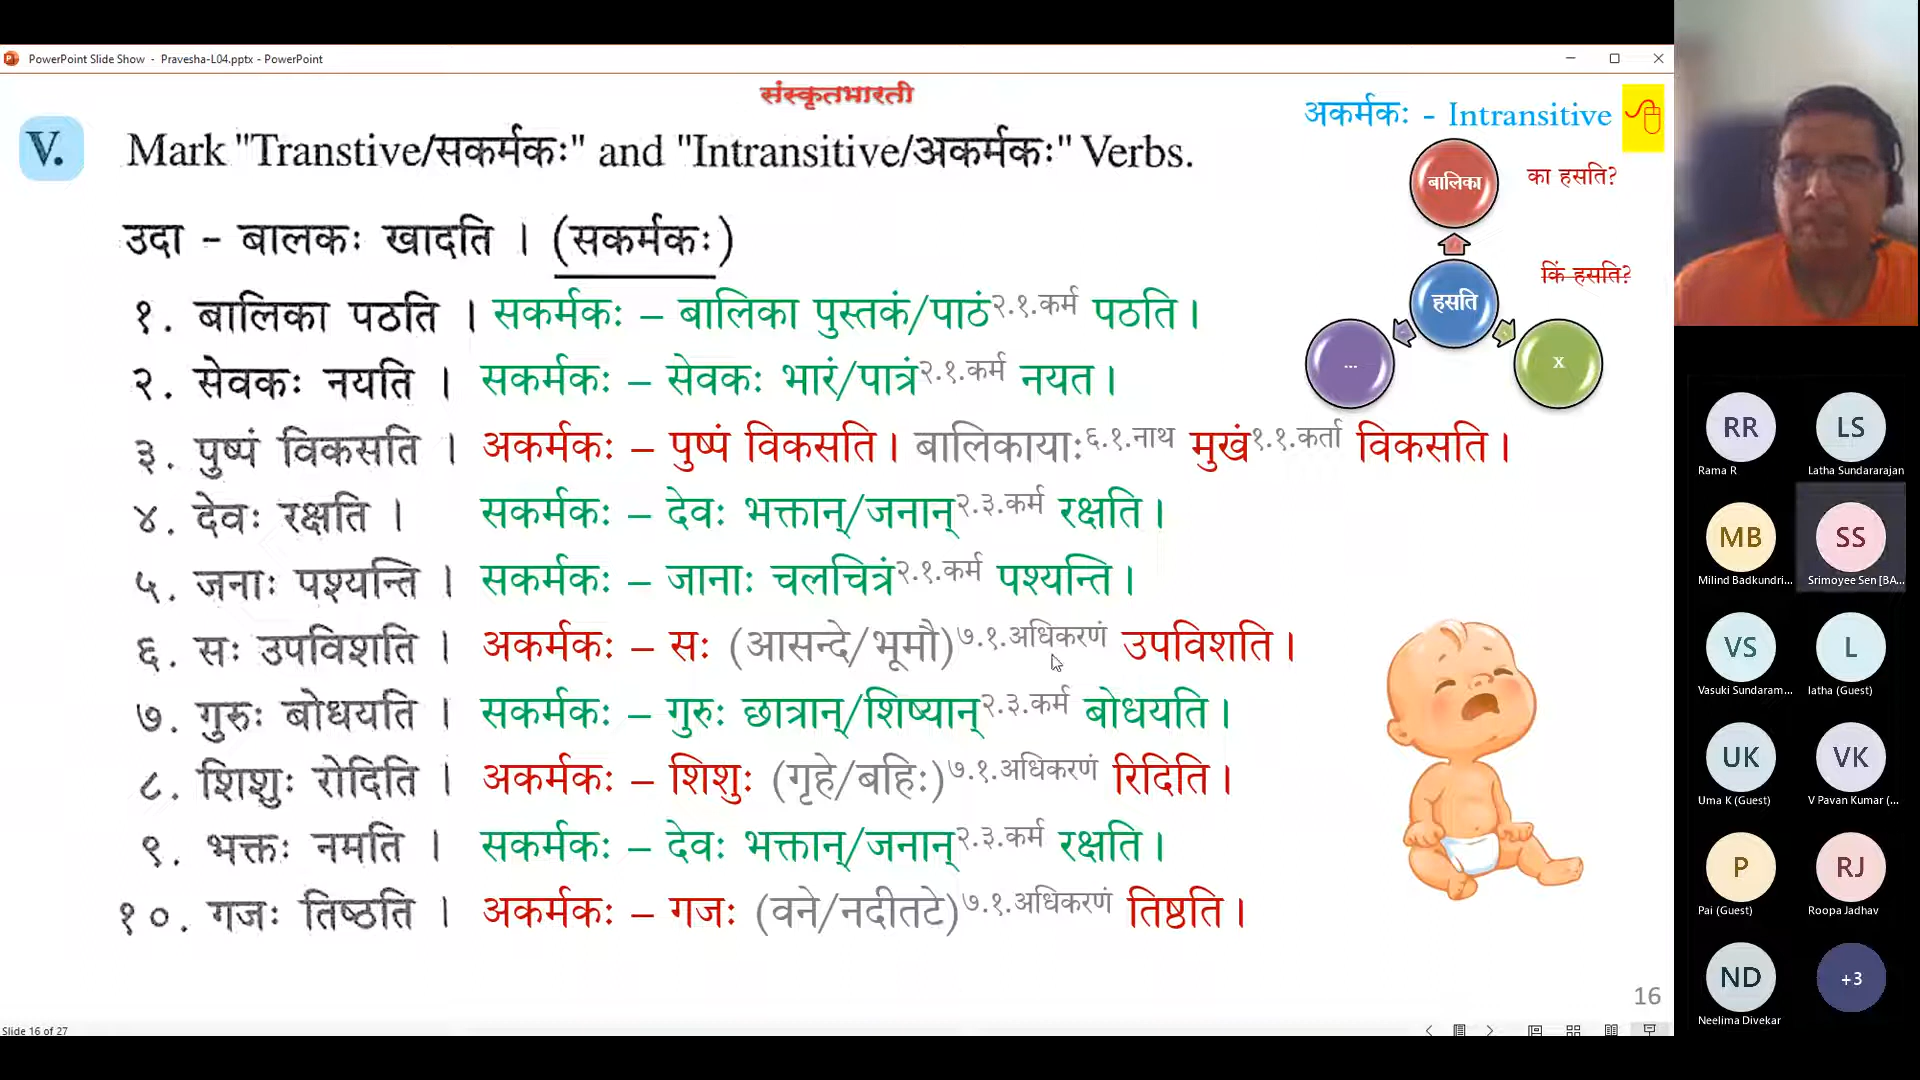 PowerPoint Slide Show - Pravesha-L04.pptx - PowerPoint
संस्कृतभारती
अकर्मकः - Intransitive
V. Mark "Transtive/सकर्मकः" and "Intransitive/अकर्मकः" Verbs.
बालिका
का हसति?
किं हसति?
हसति
...
x
उदा - बालकः खादति । (सकर्मकः)
१. बालिका पठति । सकर्मकः – बालिका पुस्तकं/पाठं२.१.कर्म पठति।
२. सेवकः नयति । सकर्मकः – सेवकः भारं/पात्रं२.१.कर्म नयत।
३. पुष्पं विकसति । अकर्मकः – पुष्पं विकसति। बालिकायाः६.१.नाथ मुखं१.१.कर्ता विकसति।
४. देवः रक्षति । सकर्मकः – देवः भक्तान्/जनान्२.३.कर्म रक्षति।
५. जनाः पश्यन्ति । सकर्मकः – जानाः चलचित्रं२.१.कर्म पश्यन्ति।
६. सः उपविशति । अकर्मकः – सः (आसन्दे/भूमौ)७.१.अधिकरणं उपविशति।
७. गुरुः बोधयति । सकर्मकः – गुरुः छात्रान्/शिष्यान्२.३.कर्म बोधयति।
८. शिशुः रोदिति । अकर्मकः – शिशुः (गृहे/बहिः)७.१.अधिकरणं रिदिति।
९. भक्तः नमति । सकर्मकः – देवः भक्तान्/जनान्२.३.कर्म रक्षति।
१०. गजः तिष्ठति । अकर्मकः – गजः (वने/नदीतटे)७.१.अधिकरणं तिष्ठति।
16
Slide 16 of 27
RR
Rama R
LS
Latha Sundararajan
MB
Milind Badkundri...
SS
Srimoyee Sen [BA...
VS
Vasuki Sundaram...
L
latha (Guest)
UK
Uma K (Guest)
VK
V Pavan Kumar (...
P
Pai (Guest)
RJ
Roopa Jadhav
ND
Neelima Divekar
+3